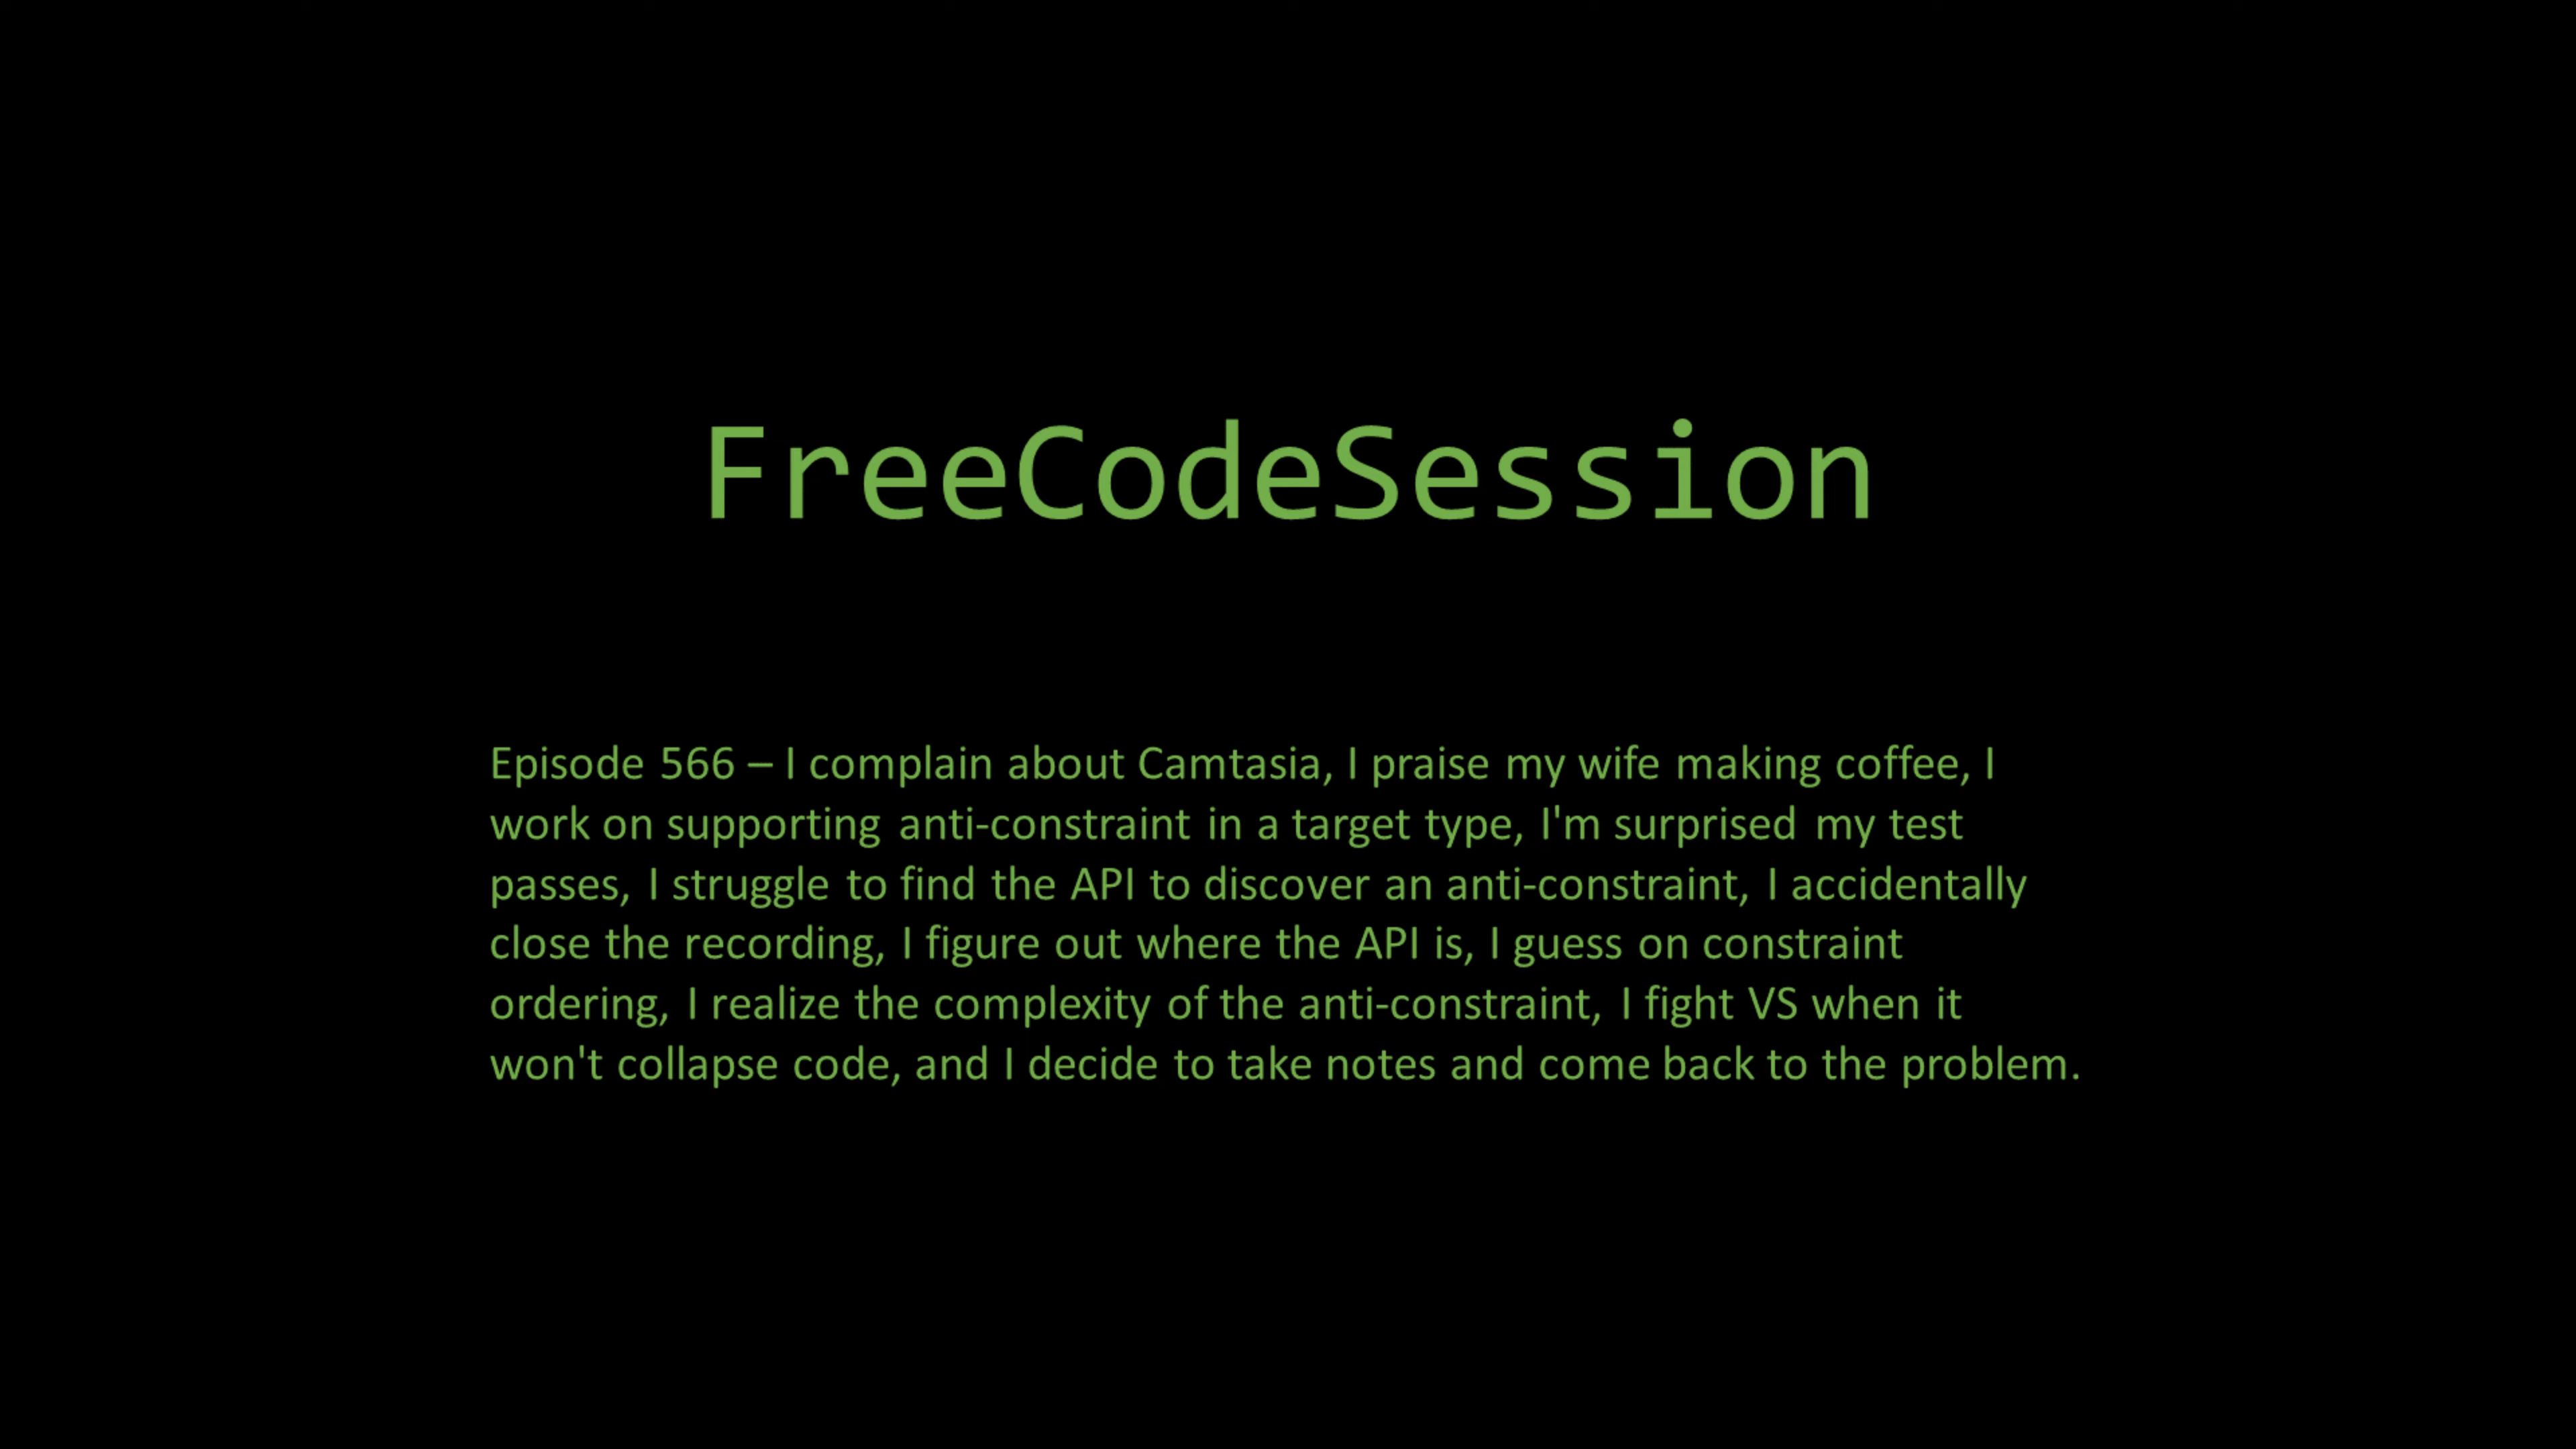 FreeCodeSession
Episode 566 – I complain about Camtasia, I praise my wife making coffee, I
work on supporting anti-constraint in a target type, I'm surprised my test
passes, I struggle to find the API to discover an anti-constraint, I accidentally
close the recording, I figure out where the API is, I guess on constraint
ordering, I realize the complexity of the anti-constraint, I fight VS when it
won't collapse code, and I decide to take notes and come back to the problem.